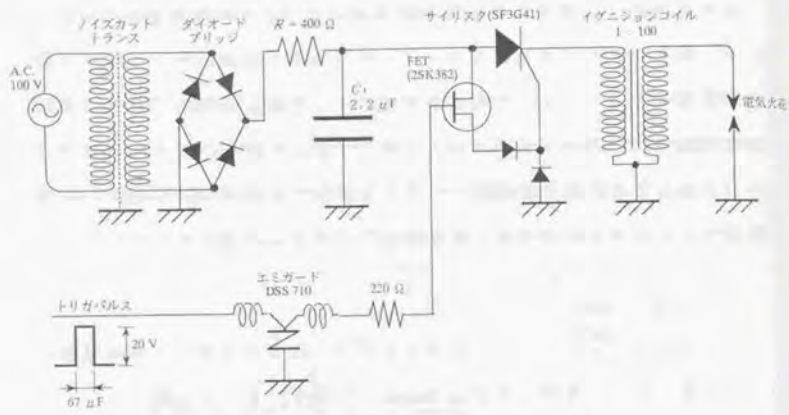 ノイズカット
トランス
ダイオード
ブリッジ
R = 400 Ω
サイリスタ(SF3G41)
イグニションコイル
1 : 100
A.C.
100 V
FET
(2SK382)
C₁
2.2 μF
電気火花
エミガード
DSS 710
220 Ω
トリガパルス
20 V
67 μF